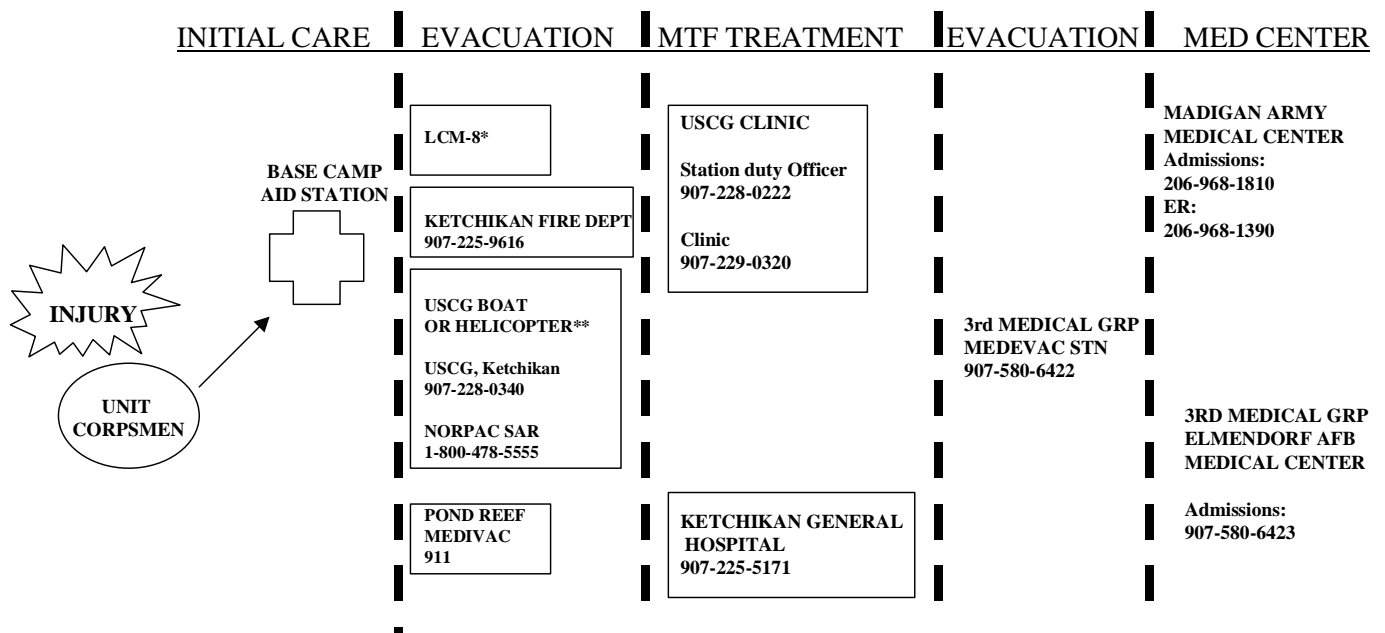 INITIAL CARE
EVACUATION
MTF TREATMENT
EVACUATION
MED CENTER
INJURY
UNIT
CORPSMEN
BASE CAMP
AID STATION
LCM-8*
KETCHIKAN FIRE DEPT
907-225-9616
USCG BOAT
OR HELICOPTER**
USCG, Ketchikan
907-228-0340
NORPAC SAR
1-800-478-5555
POND REEF
MEDIVAC
911
USCG CLINIC
Station duty Officer
907-228-0222
Clinic
907-229-0320
KETCHIKAN GENERAL
HOSPITAL
907-225-5171
3rd MEDICAL GRP
MEDEVAC STN
907-580-6422
MADIGAN ARMY
MEDICAL CENTER
Admissions:
206-968-1810
ER:
206-968-1390
3RD MEDICAL GRP
ELMENDORF AFB
MEDICAL CENTER
Admissions:
907-580-6423